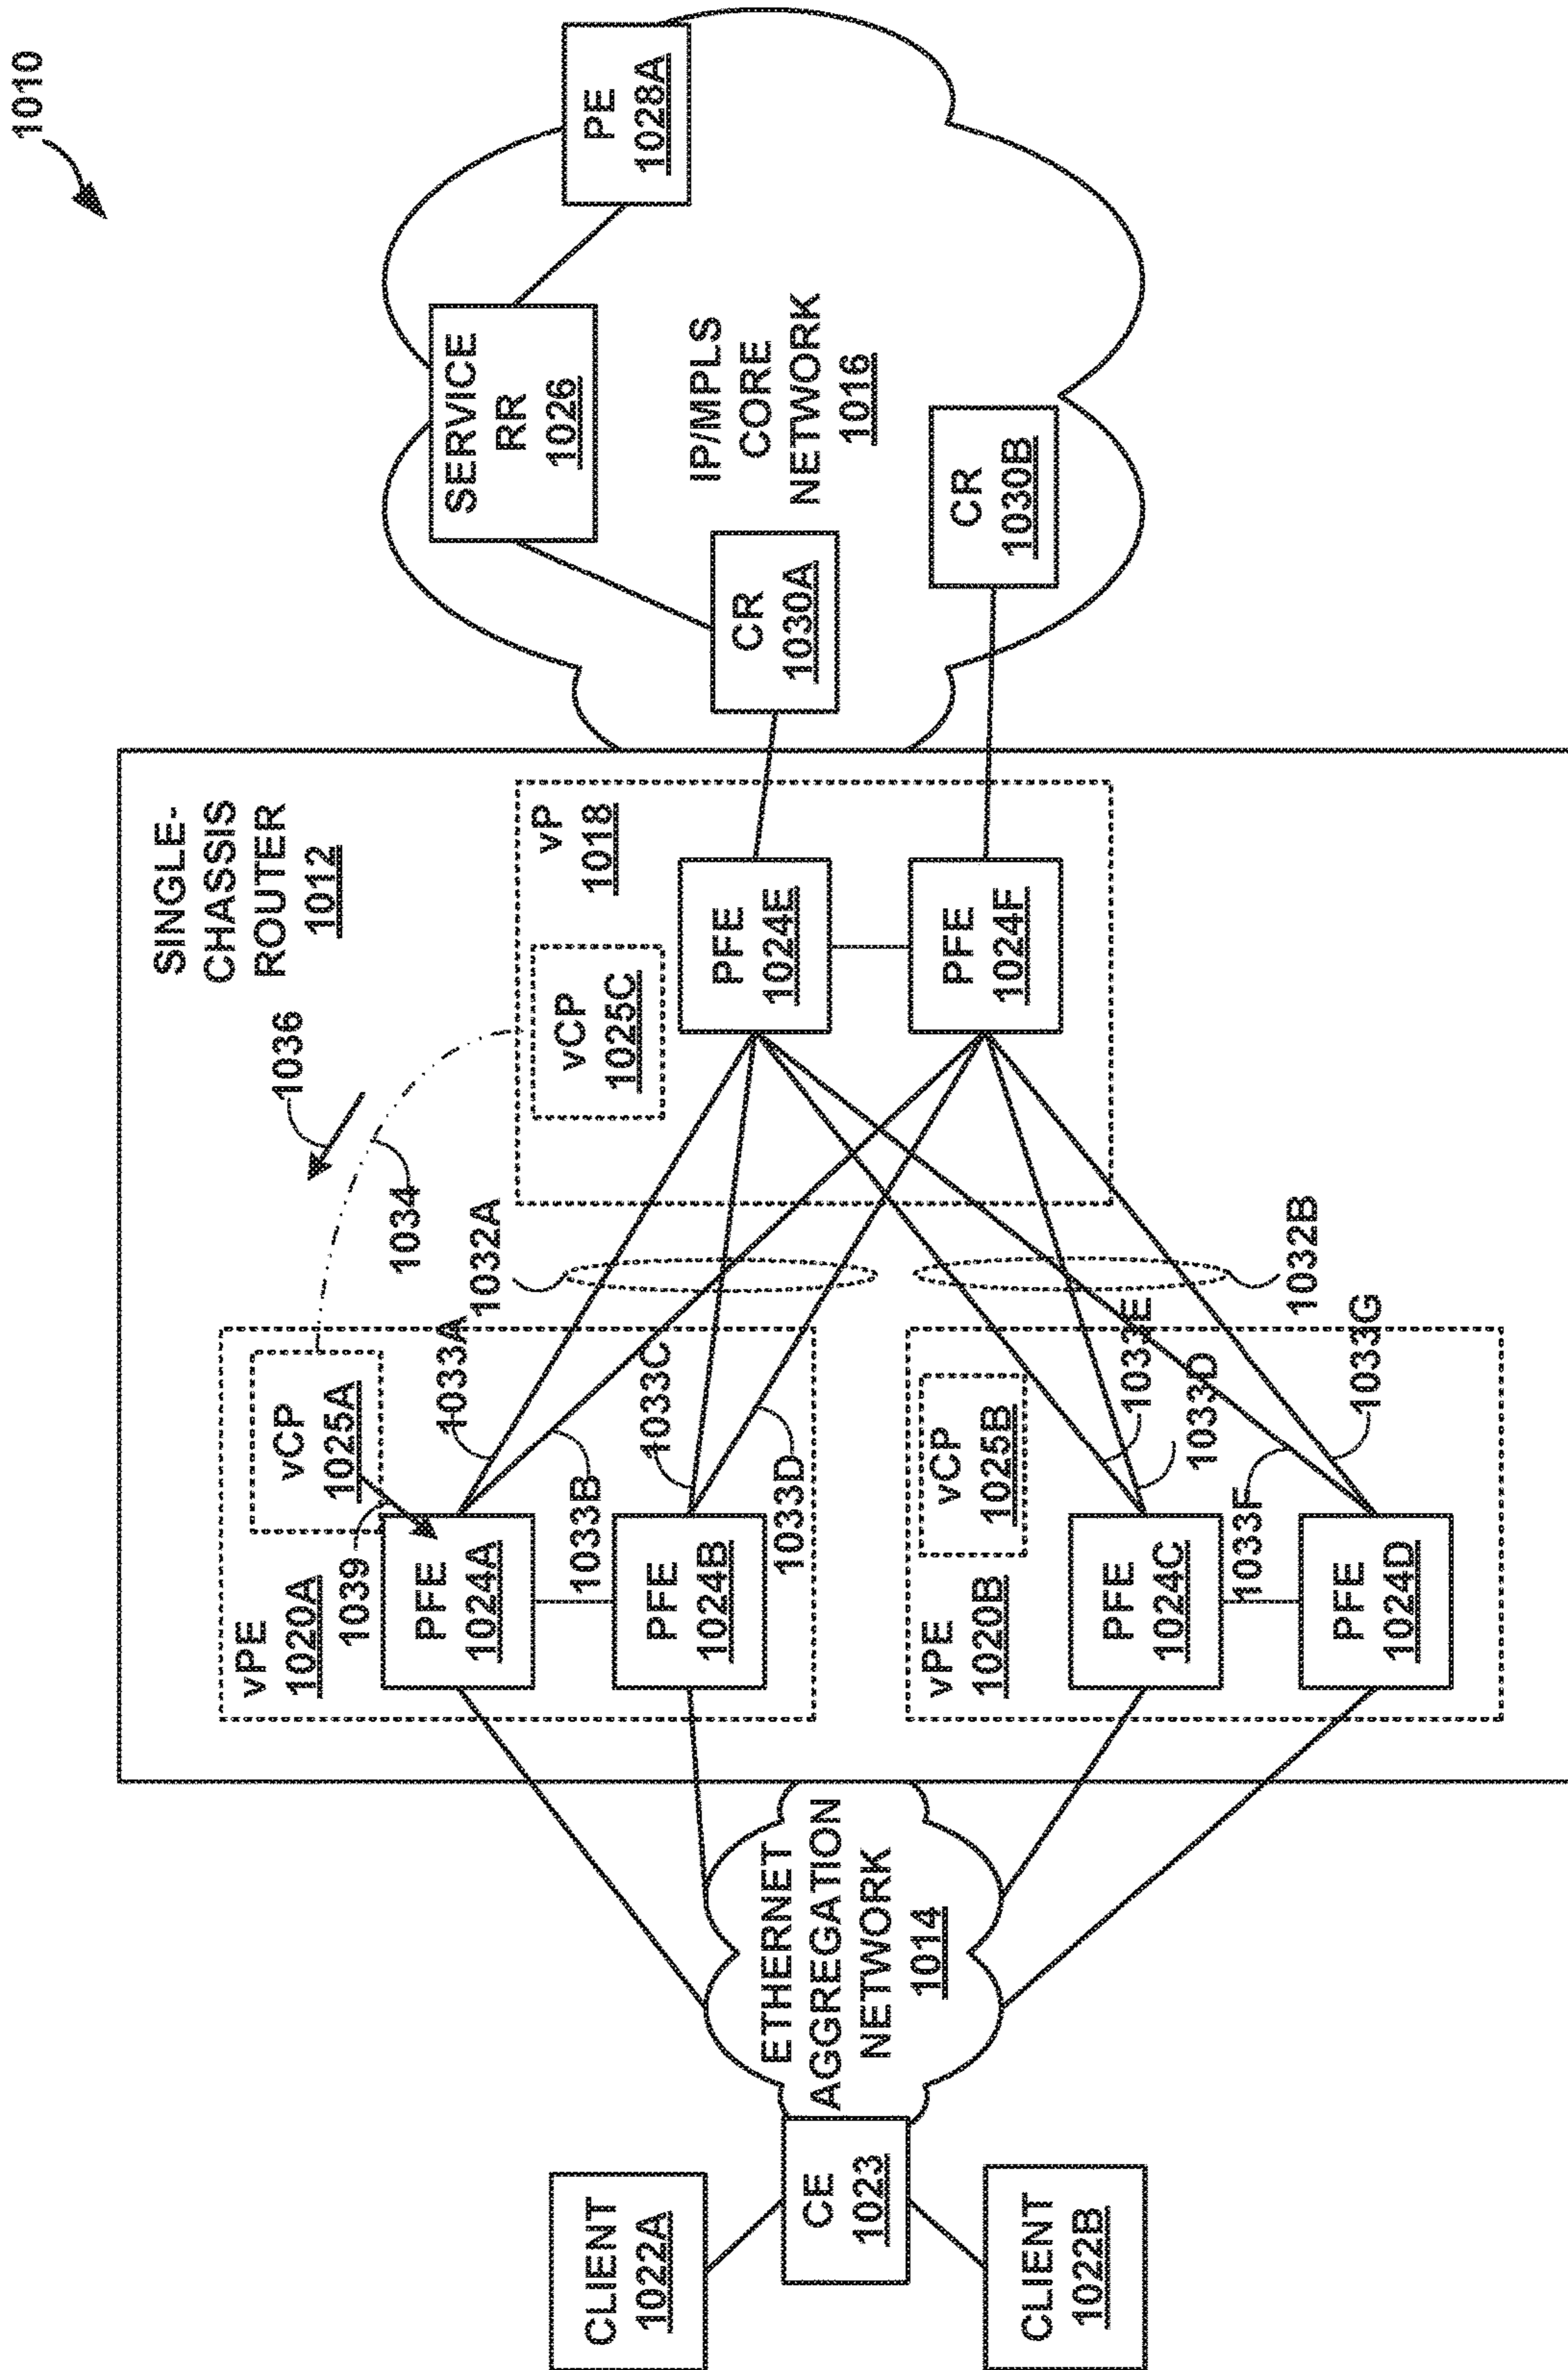 1010
SINGLE-
CHASSIS
ROUTER
1012
1036
1034
vPE
1020A
vCP
1025A
1039
PFE
1024A
PFE
1024B
1033A
1033B
1033C
1033D
1032A
vP
1018
vCP
1025C
PFE
1024E
PFE
1024F
vPE
1020B
vCP
1025B
PFE
1024C
PFE
1024D
1033E
1033D
1033F
1033G
1032B
CLIENT
1022A
CE
1023
CLIENT
1022B
ETHERNET
AGGREGATION
NETWORK
1014
SERVICE
RR
1026
PE
1028A
IP/MPLS
CORE
NETWORK
1016
CR
1030A
CR
1030B